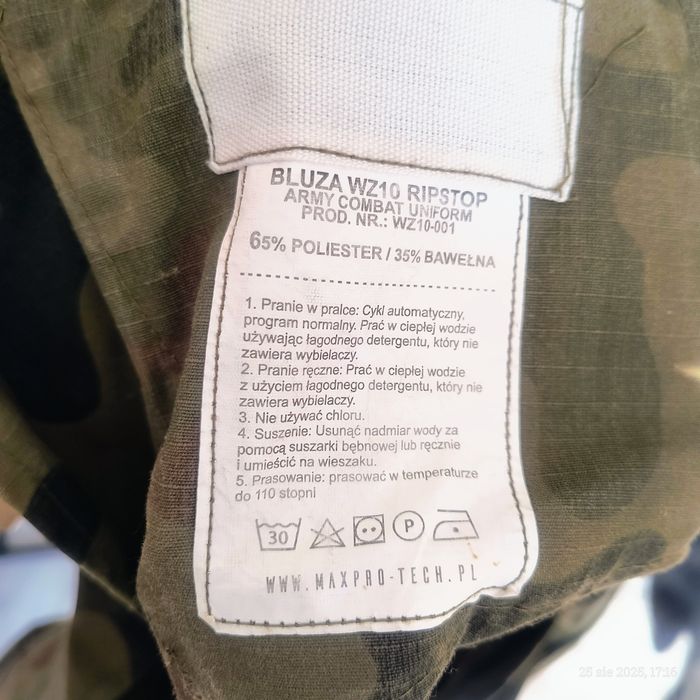 BLUZA WZ10 RIPSTOP
ARMY COMBAT UNIFORM
PROD. NR.: WZ10-001
65% POLIESTER / 35% BAWEŁNA
1. Pranie w pralce: Cykl automatyczny,
program normalny. Prać w ciepłej wodzie
używając łagodnego detergentu, który nie
zawiera wybielaczy.
2. Pranie ręczne: Prać w ciepłej wodzie
z użyciem łagodnego detergentu, który nie
zawiera wybielaczy.
3. Nie używać chloru.
4. Suszenie: Usunąć nadmiar wody za
pomocą suszarki bębnowej lub ręcznie
i umieścić na wieszaku.
5. Prasowanie: prasować w temperaturze
do 110 stopni
30 P
WWW.MAXPRO-TECH.PL
25 sie 2025, 17:16